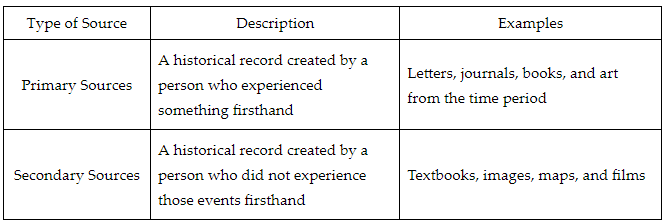 Type of Source
Description
Examples
Primary Sources
A historical record created by a
person who experienced
something firsthand
Letters, journals, books, and art
from the time period
Secondary Sources
A historical record created by a
person who did not experience
those events firsthand
Textbooks, images, maps, and films